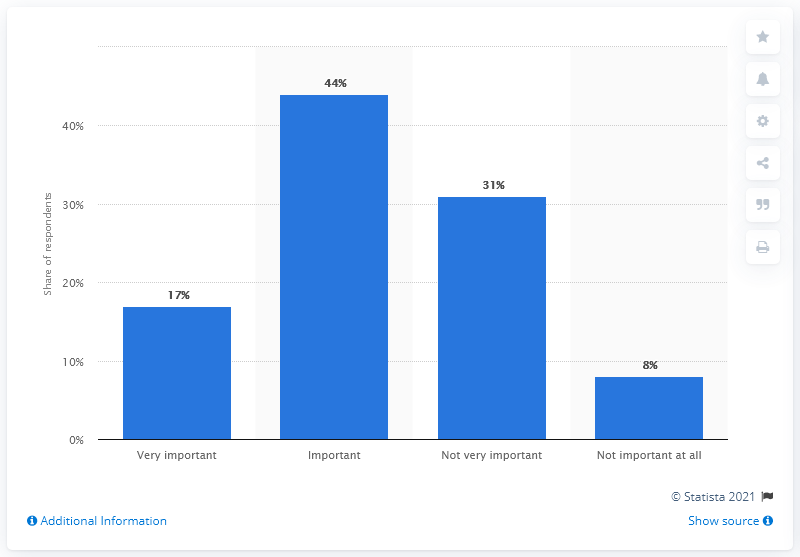 44%
40%
31%
30%
Share of respondents
20%
17%
10%
8%
0%
Very important
Important
Not very important
Not important at all
© Statista 2021
Additional Information
Show source